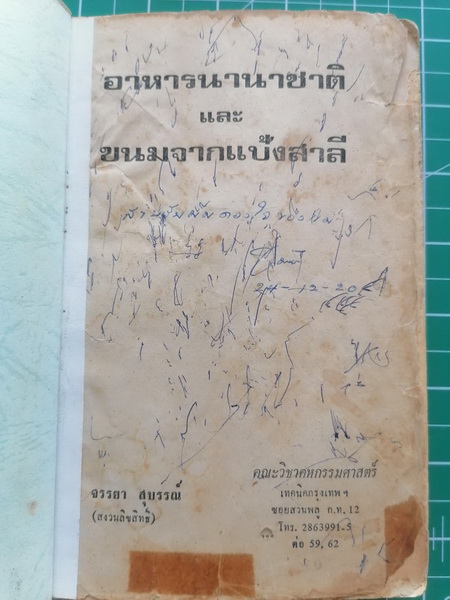 อาหารนานาชาติ
และ
ขนมจากแป้งสาลี
24-12-20
จรรยา สุบรรณ์
(สงวนลิขสิทธิ์)
คณะวิชาคหกรรมศาสตร์
เทคนิคกรุงเทพ ฯ
ซอยสวนพลู ก.ท. 12
โทร. 2863991-5
ต่อ 59, 62